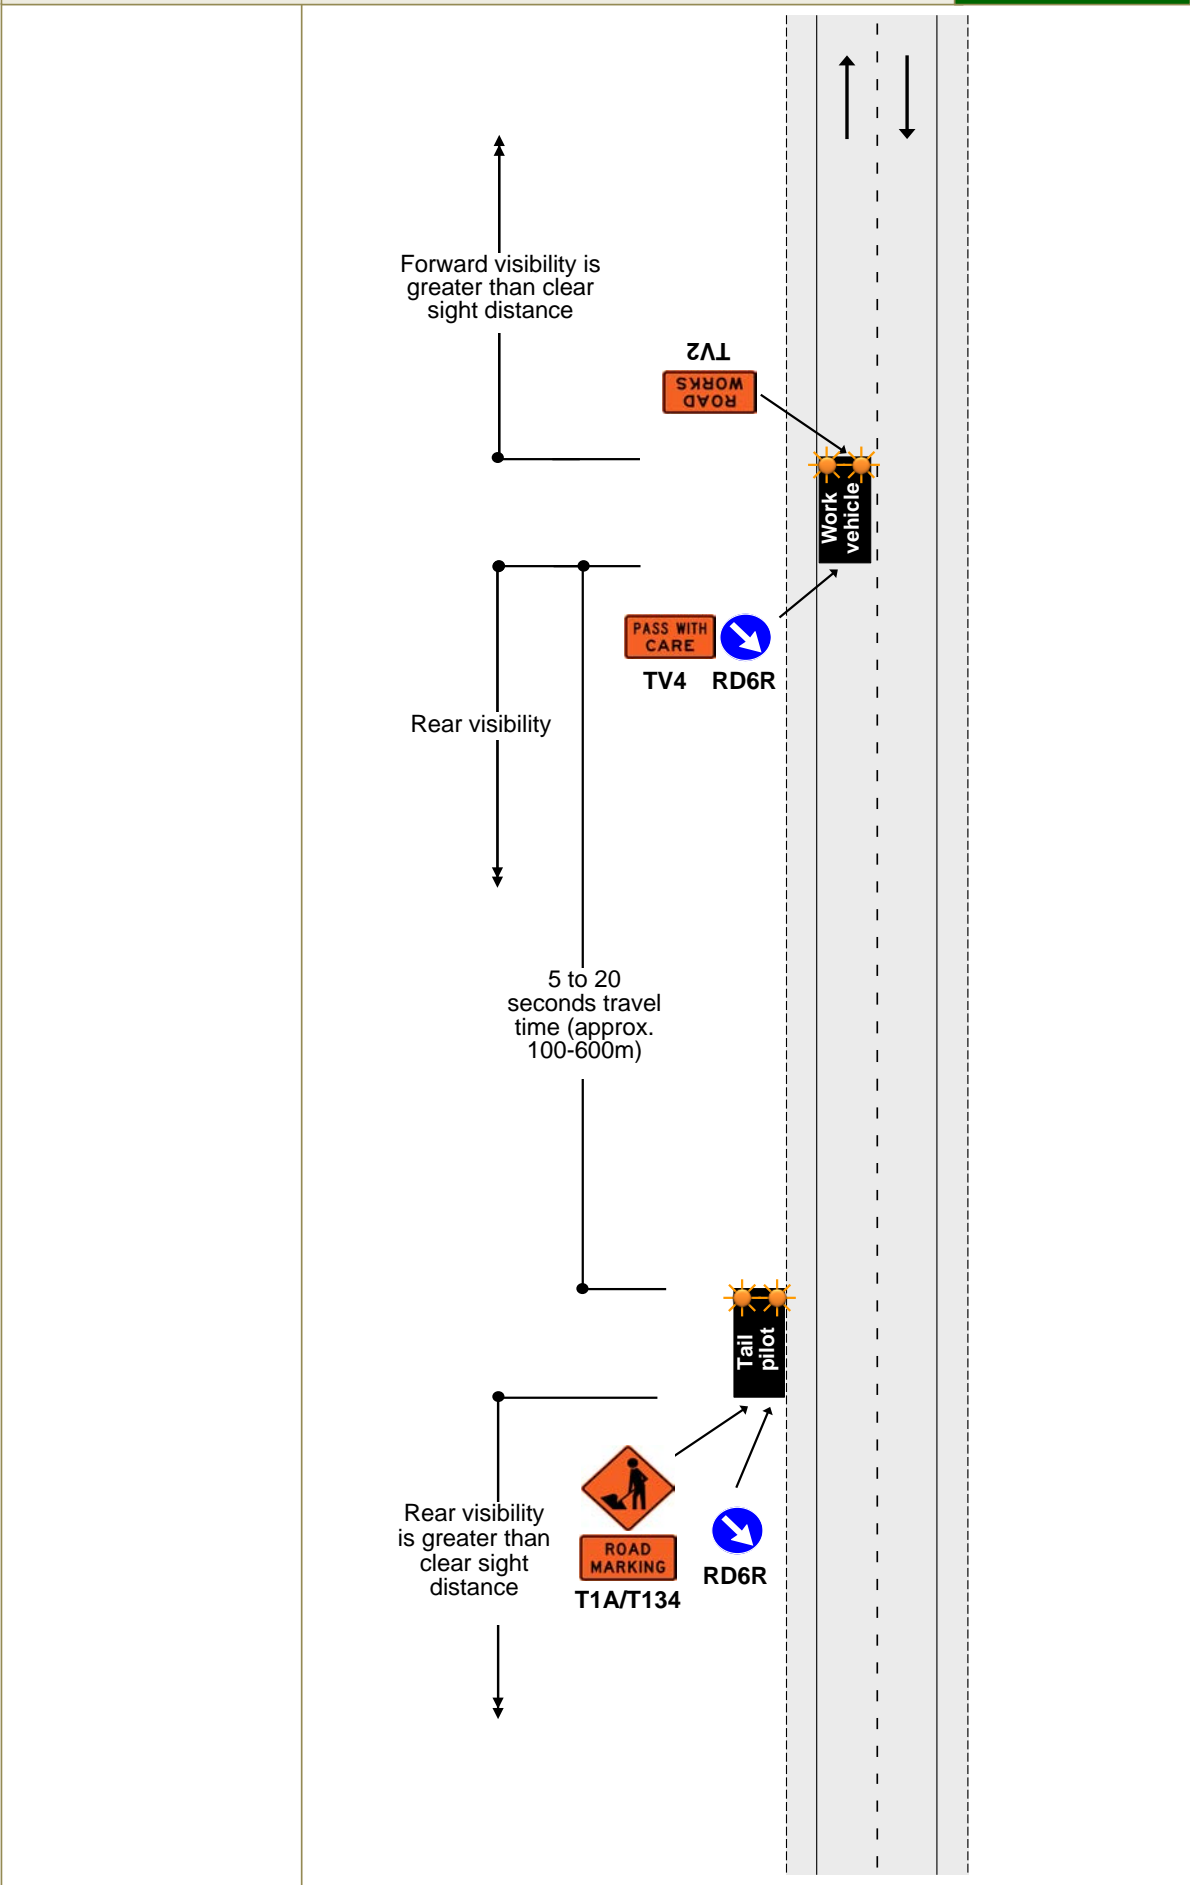 Forward visibility is
greater than clear
sight distance
TV2
ROAD
WORKS
Work
vehicle
PASS WITH
CARE
TV4 RD6R
Rear visibility
5 to 20
seconds travel
time (approx.
100-600m)
Tail
pilot
Rear visibility
is greater than
clear sight
distance
ROAD
MARKING
T1A/T134
RD6R